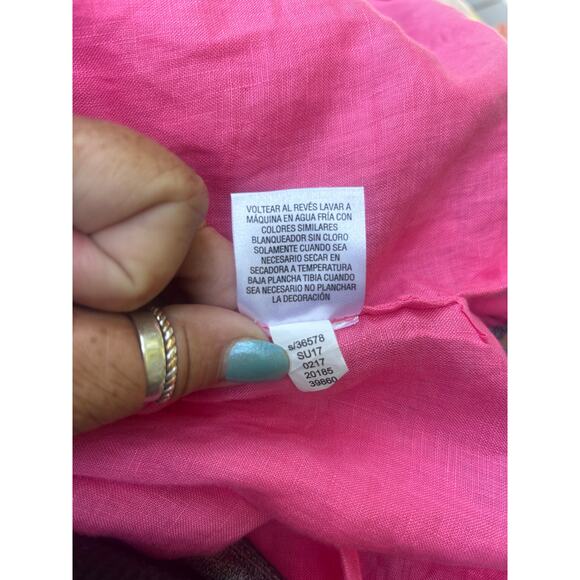 VOLTEAR AL REVÉS LAVAR A
MÁQUINA EN AGUA FRÍA CON
COLORES SIMILARES
BLANQUEADOR SIN CLORO
SOLAMENTE CUANDO SEA
NECESARIO SECAR EN
SECADORA A TEMPERATURA
BAJA PLANCHA TIBIA CUANDO
SEA NECESARIO NO PLANCHAR
LA DECORACIÓN
s/36578
SU17
0217
20185
39860